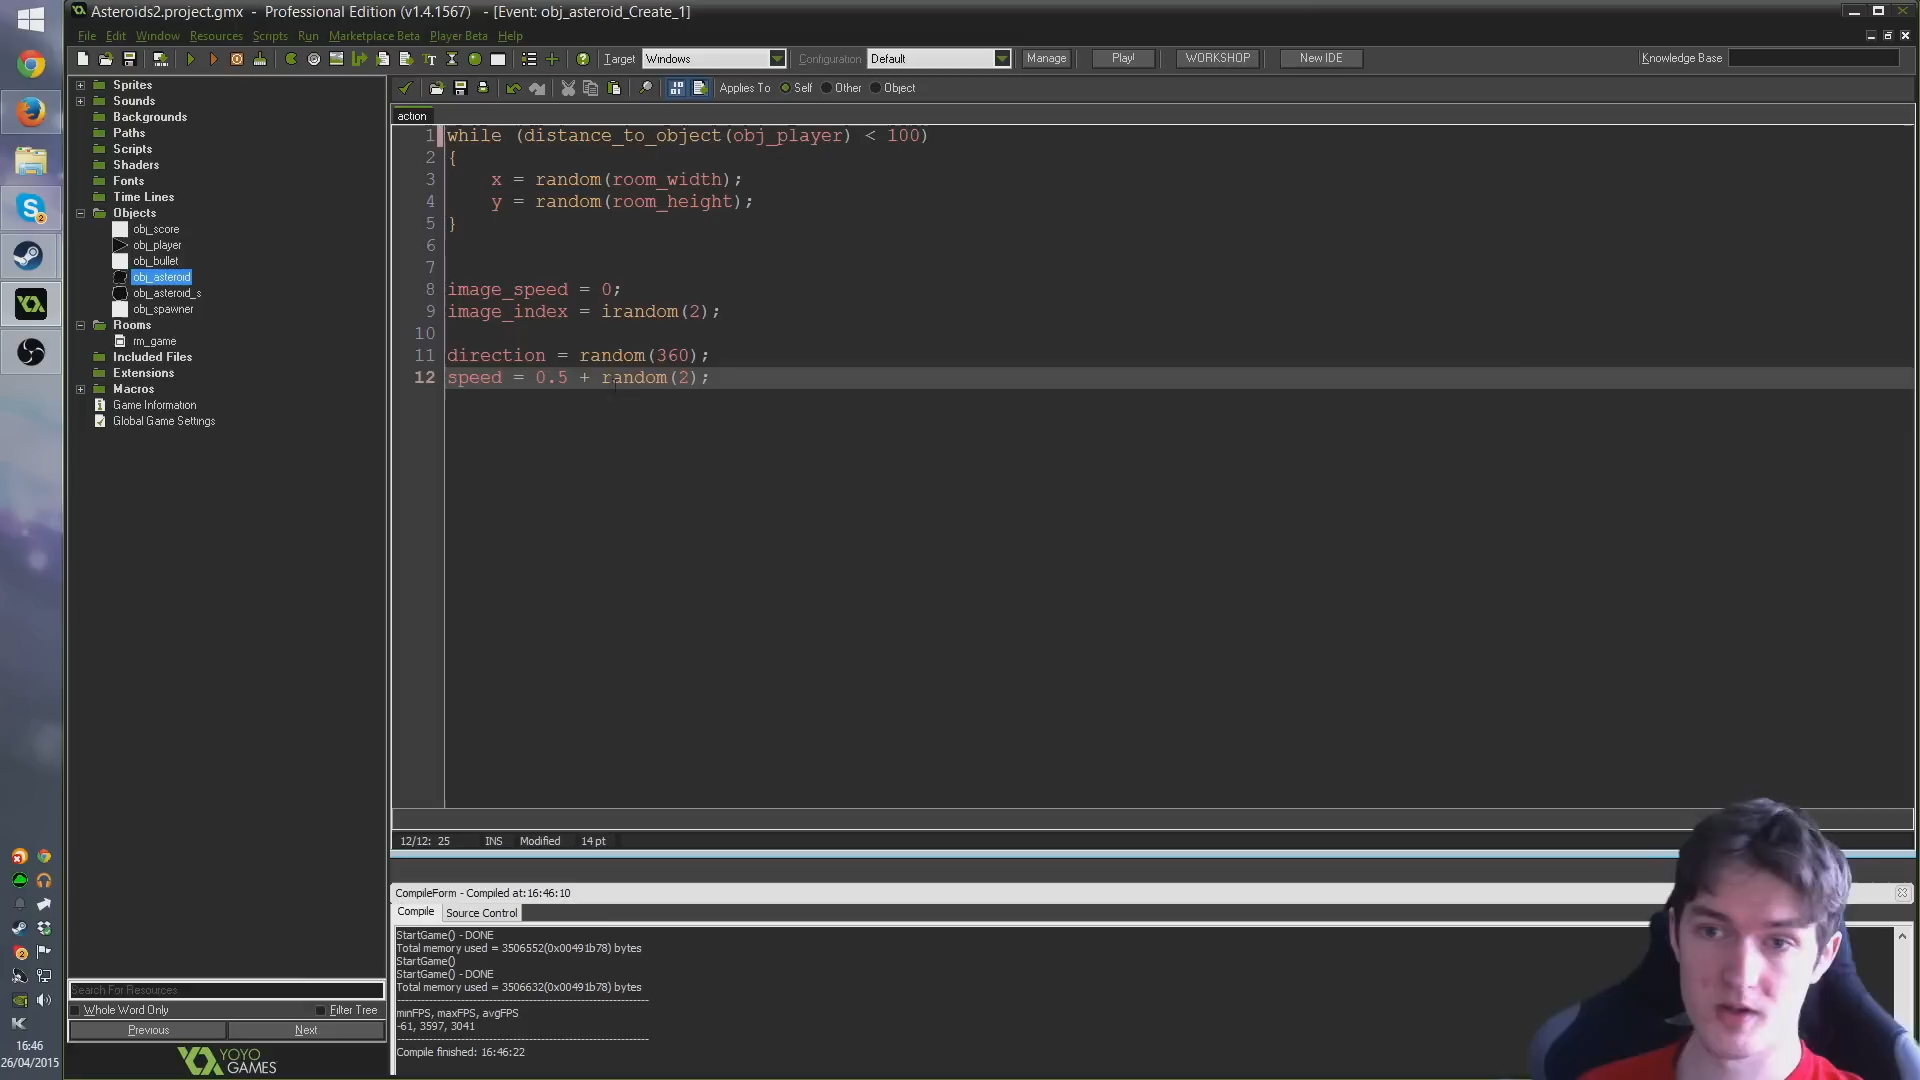 Asteroids2.project.gmx - Professional Edition (v1.4.1567) - [Event: obj_asteroid_Create_1]
File Edit Window Resources Scripts Run Marketplace Beta Player Beta Help
Target Windows Configuration Default Manage Play! WORKSHOP New IDE Knowledge Base
Applies To Self Other Object
Sprites
Sounds
Backgrounds
Paths
Scripts
Shaders
Fonts
Time Lines
Objects
obj_score
obj_player
obj_bullet
obj_asteroid
obj_asteroid_s
obj_spawner
Rooms
rm_game
Included Files
Extensions
Macros
Game Information
Global Game Settings
action
1 while (distance_to_object(obj_player) < 100)
2 {
3 x = random(room_width);
4 y = random(room_height);
5 }
6
7
8 image_speed = 0;
9 image_index = irandom(2);
10
11 direction = random(360);
12 speed = 0.5 + random(2);
12/12: 25 INS Modified 14 pt
CompileForm - Compiled at:16:46:10
Compile Source Control
StartGame() - DONE
Total memory used = 3506552(0x00491b78) bytes
StartGame()
StartGame() - DONE
Total memory used = 3506632(0x00491b78) bytes
----------------------------------------------------------------
minFPS, maxFPS, avgFPS
-61, 3597, 3041
----------------------------------------------------------------
Compile finished: 16:46:22
Search For Resources
Whole Word Only Filter Tree
Previous Next
YOYO
GAMES
16:46
26/04/2015